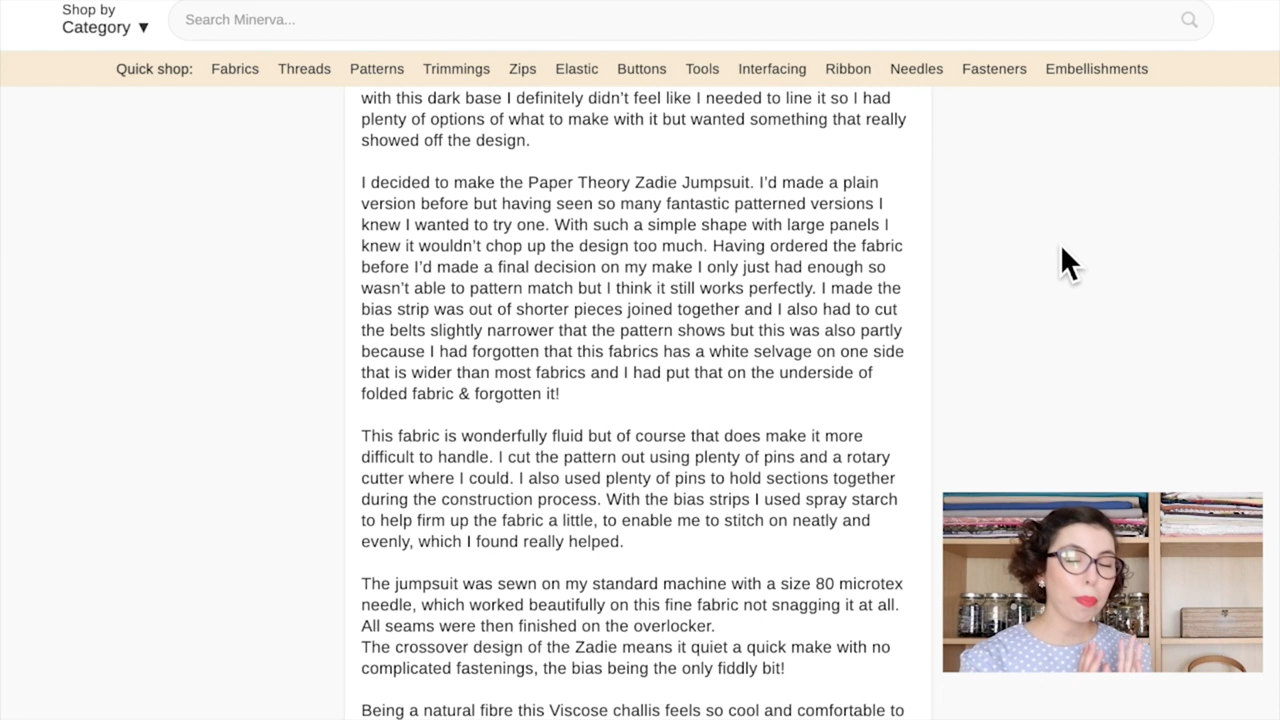 Shop by
Category ▼
Search Minerva...
Quick shop: Fabrics Threads Patterns Trimmings Zips Elastic Buttons Tools Interfacing Ribbon Needles Fasteners Embellishments
with this dark base I definitely didn’t feel like I needed to line it so I had
plenty of options of what to make with it but wanted something that really
showed off the design.
I decided to make the Paper Theory Zadie Jumpsuit. I’d made a plain
version before but having seen so many fantastic patterned versions I
knew I wanted to try one. With such a simple shape with large panels I
knew it wouldn’t chop up the design too much. Having ordered the fabric
before I’d made a final decision on my make I only just had enough so
wasn’t able to pattern match but I think it still works perfectly. I made the
bias strip was out of shorter pieces joined together and I also had to cut
the belts slightly narrower that the pattern shows but this was also partly
because I had forgotten that this fabrics has a white selvage on one side
that is wider than most fabrics and I had put that on the underside of
folded fabric & forgotten it!
This fabric is wonderfully fluid but of course that does make it more
difficult to handle. I cut the pattern out using plenty of pins and a rotary
cutter where I could. I also used plenty of pins to hold sections together
during the construction process. With the bias strips I used spray starch
to help firm up the fabric a little, to enable me to stitch on neatly and
evenly, which I found really helped.
The jumpsuit was sewn on my standard machine with a size 80 microtex
needle, which worked beautifully on this fine fabric not snagging it at all.
All seams were then finished on the overlocker.
The crossover design of the Zadie means it quiet a quick make with no
complicated fastenings, the bias being the only fiddly bit!
Being a natural fibre this Viscose challis feels so cool and comfortable to